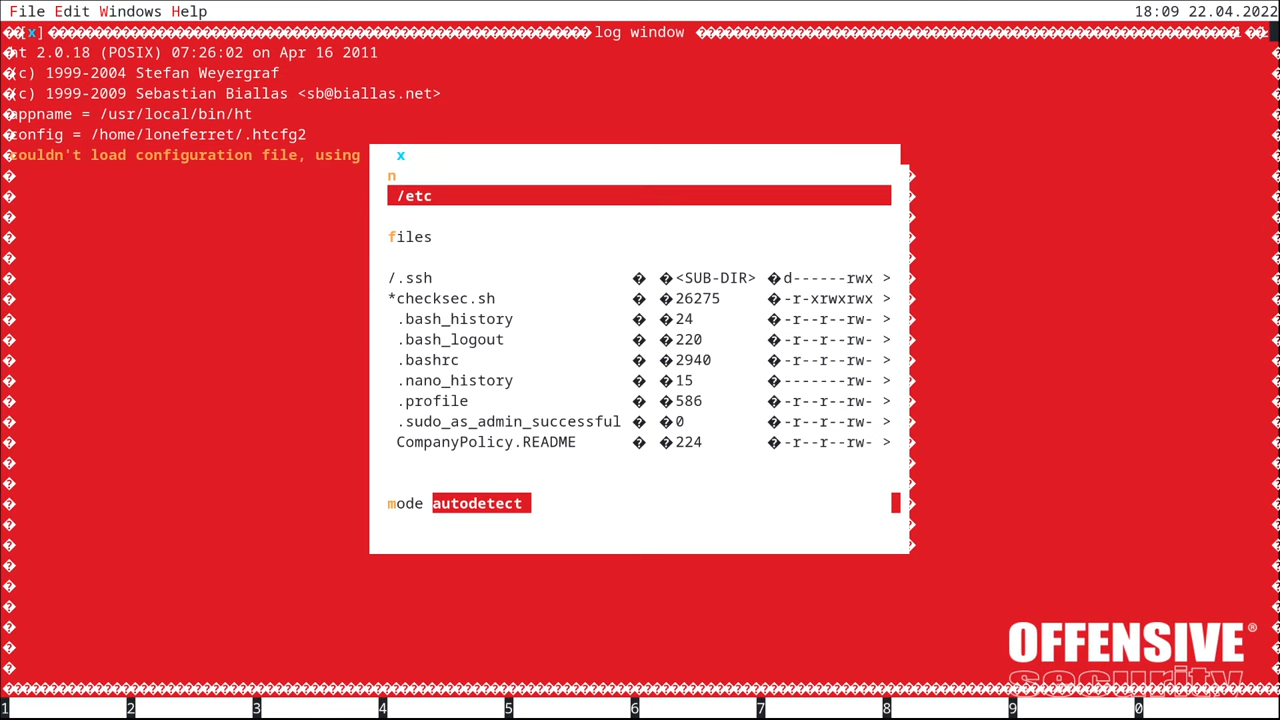 File Edit Windows Help 18:09 22.04.2022
[x] log window
ht 2.0.18 (POSIX) 07:26:02 on Apr 16 2011
(c) 1999-2004 Stefan Weyergraf
(c) 1999-2009 Sebastian Biallas <sb@biallas.net>
appname = /usr/local/bin/ht
config = /home/loneferret/.htcfg2
couldn't load configuration file, using
x
n
/etc
files
/.ssh <SUB-DIR> d------rwx >
*checksec.sh 26275 -r-xrwxrwx >
.bash_history 24 -r--r--rw- >
.bash_logout 220 -r--r--rw- >
.bashrc 2940 -r--r--rw- >
.nano_history 15 -------rw- >
.profile 586 -r--r--rw- >
.sudo_as_admin_successful 0 -r--r--rw- >
CompanyPolicy.README 224 -r--r--rw- >
mode autodetect
OFFENSIVE®
security
1 2 3 4 5 6 7 8 9 0